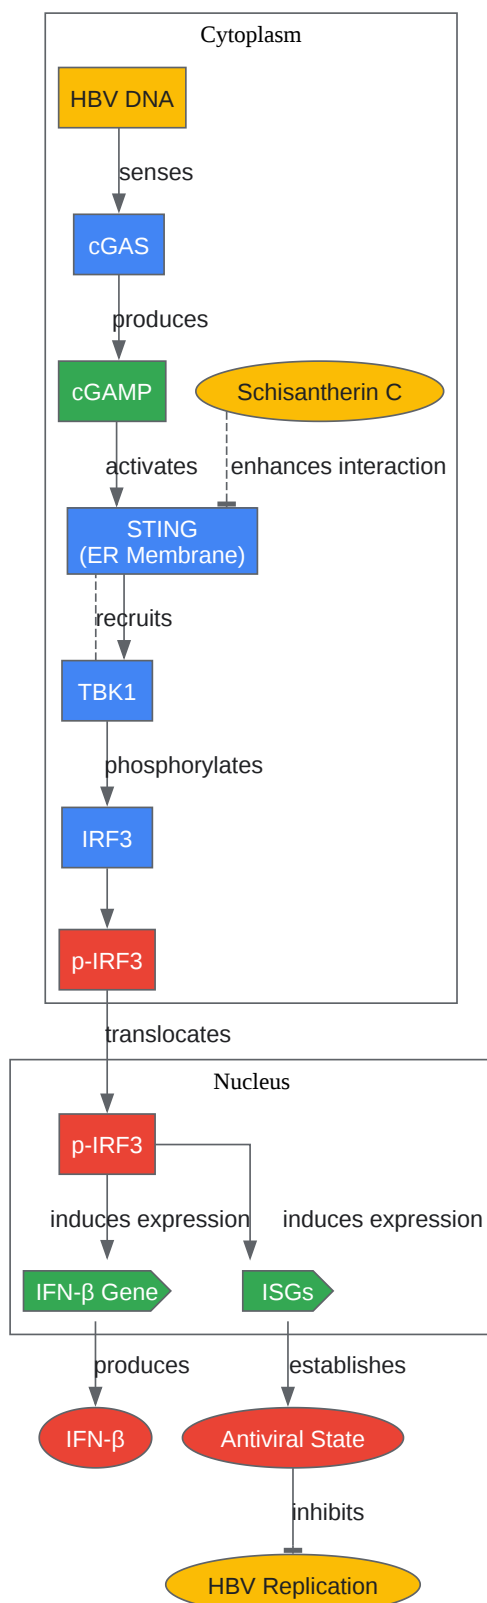 Cytoplasm
HBV DNA
senses
cGAS
produces
cGAMP
Schisantherin C
activates
enhances interaction
STING
(ER Membrane)
recruits
TBK1
phosphorylates
IRF3
p-IRF3
translocates
Nucleus
p-IRF3
induces expression
induces expression
IFN-β Gene
ISGs
produces
establishes
IFN-β
Antiviral State
inhibits
HBV Replication